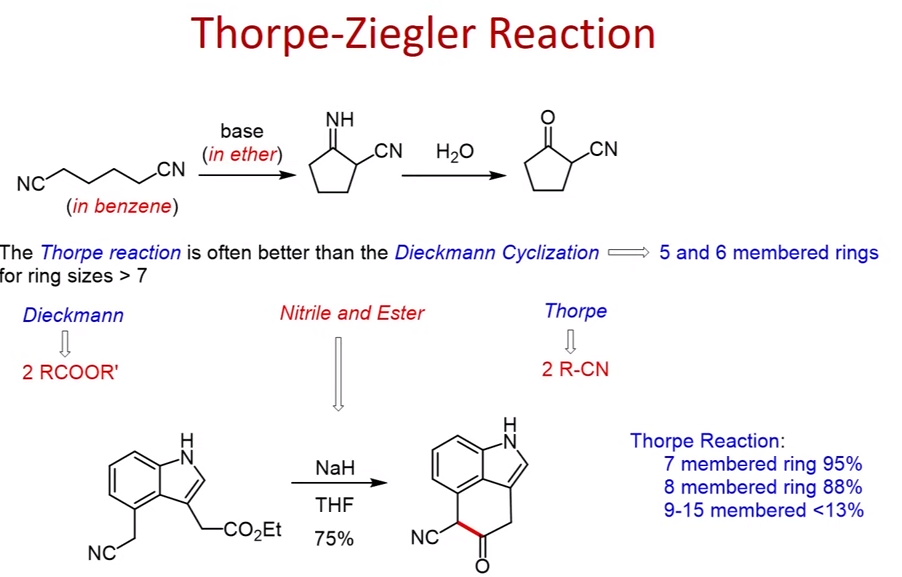 Thorpe-Ziegler Reaction
NC
CN
(in benzene)
base
(in ether)
NH
CN
H₂O
O
CN
The Thorpe reaction is often better than the Dieckmann Cyclization
for ring sizes > 7
5 and 6 membered rings
Dieckmann
2 RCOOR'
Nitrile and Ester
Thorpe
2 R-CN
H
N
CO₂Et
NC
NaH
THF
75%
H
N
NC
O
Thorpe Reaction:
7 membered ring 95%
8 membered ring 88%
9-15 membered <13%